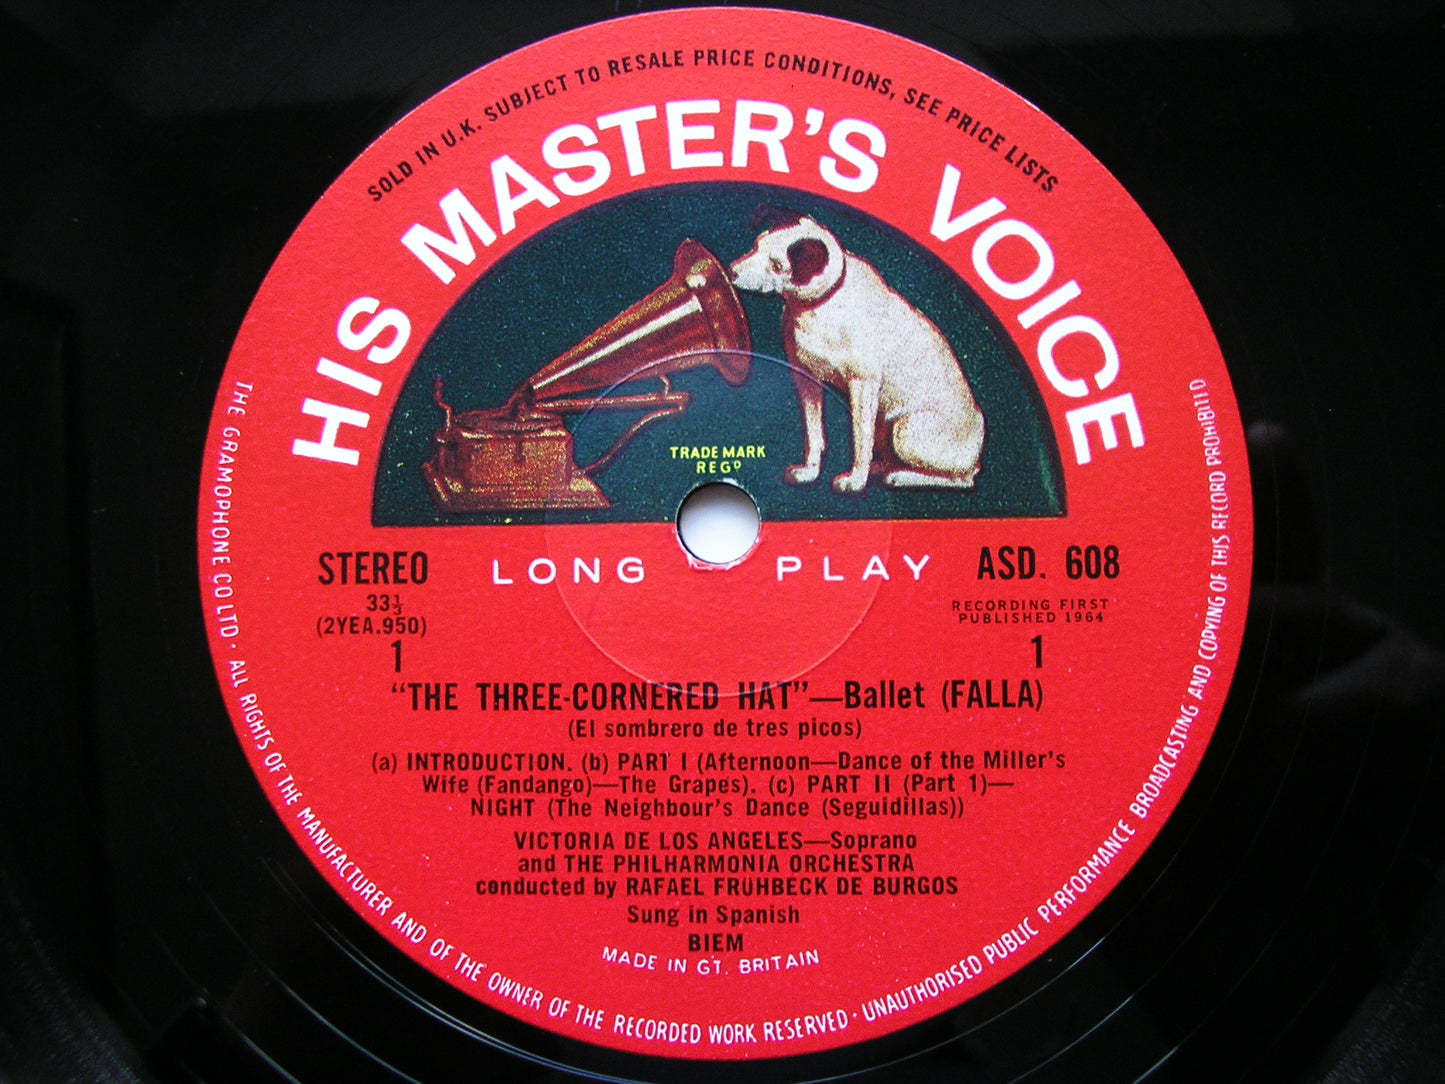 SOLD IN U.K. SUBJECT TO RESALE PRICE CONDITIONS, SEE PRICE LISTS
HIS MASTER'S VOICE
TRADE MARK
REGD
STEREO
33⅓
(2YEA.950)
1
LONG PLAY
ASD. 608
RECORDING FIRST
PUBLISHED 1964
1
"THE THREE-CORNERED HAT"—Ballet (FALLA)
(El sombrero de tres picos)
(a) INTRODUCTION. (b) PART I (Afternoon—Dance of the Miller's
Wife (Fandango)—The Grapes). (c) PART II (Part 1)—
NIGHT (The Neighbour's Dance (Seguidillas))
VICTORIA DE LOS ANGELES—Soprano
and THE PHILHARMONIA ORCHESTRA
conducted by RAFAEL FRÜHBECK DE BURGOS
Sung in Spanish
BIEM
MADE IN GT. BRITAIN
THE GRAMOPHONE CO LTD · ALL RIGHTS OF THE MANUFACTURER AND OF THE OWNER OF THE RECORDED WORK RESERVED · UNAUTHORISED PUBLIC PERFORMANCE BROADCASTING AND COPYING OF THIS RECORD PROHIBITED